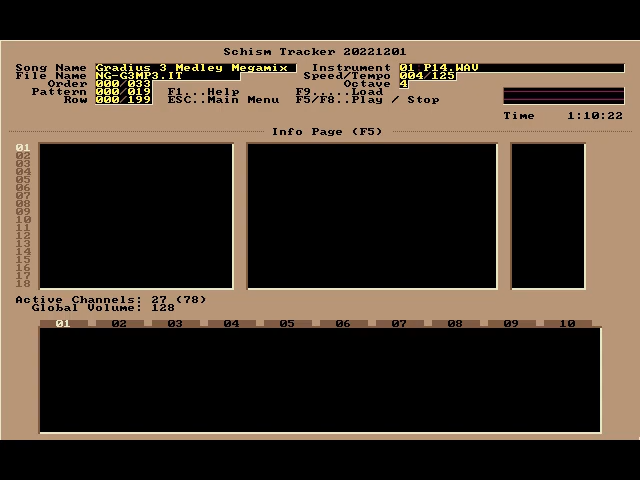 Schism Tracker 20221201
Song Name Gradius 3 Medley Megamix Instrument 01 P14.WAV
File Name NG-G3MP3.IT Speed/Tempo 004/125
Order 000/033 Octave 4
Pattern 000/019 F1...Help F9.....Load
Row 000/199 ESC..Main Menu F5/F8..Play / Stop
Time 1:10:22
Info Page (F5)
01
02
03
04
05
06
07
08
09
10
11
12
13
14
15
16
17
18
Active Channels: 27 (78)
Global Volume: 128
01 02 03 04 05 06 07 08 09 10